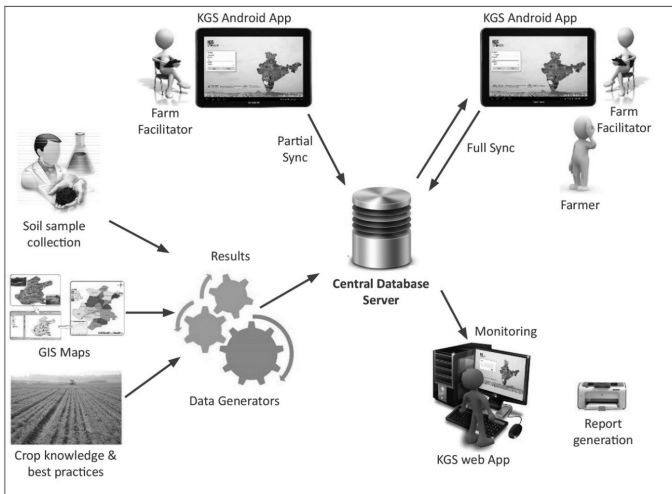 KGS Android App
KGS Android App
Farm
Facilitator
Farm
Facilitator
Partial
Sync
Full Sync
Farmer
Soil sample
collection
Results
Central Database
Server
GIS Maps
Monitoring
Data Generators
Crop knowledge &
best practices
KGS web App
Report
generation